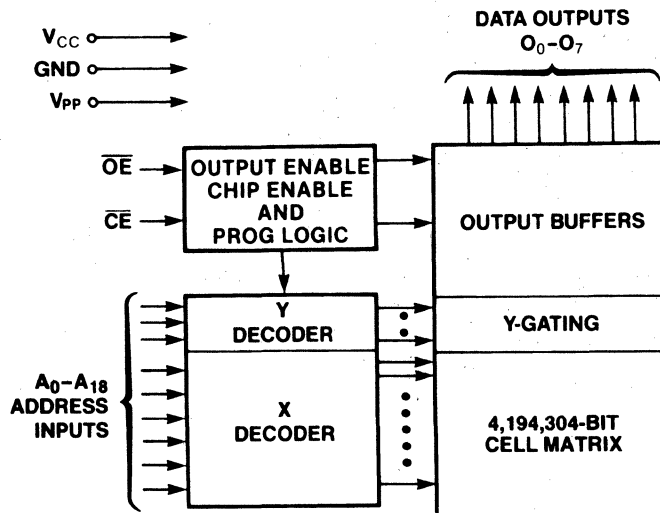 DATA OUTPUTS
O₀–O₇
VCC
GND
VPP
OE
CE
OUTPUT ENABLE
CHIP ENABLE
AND
PROG LOGIC
OUTPUT BUFFERS
Y
DECODER
Y-GATING
A₀–A₁₈
ADDRESS
INPUTS
X
DECODER
4,194,304-BIT
CELL MATRIX